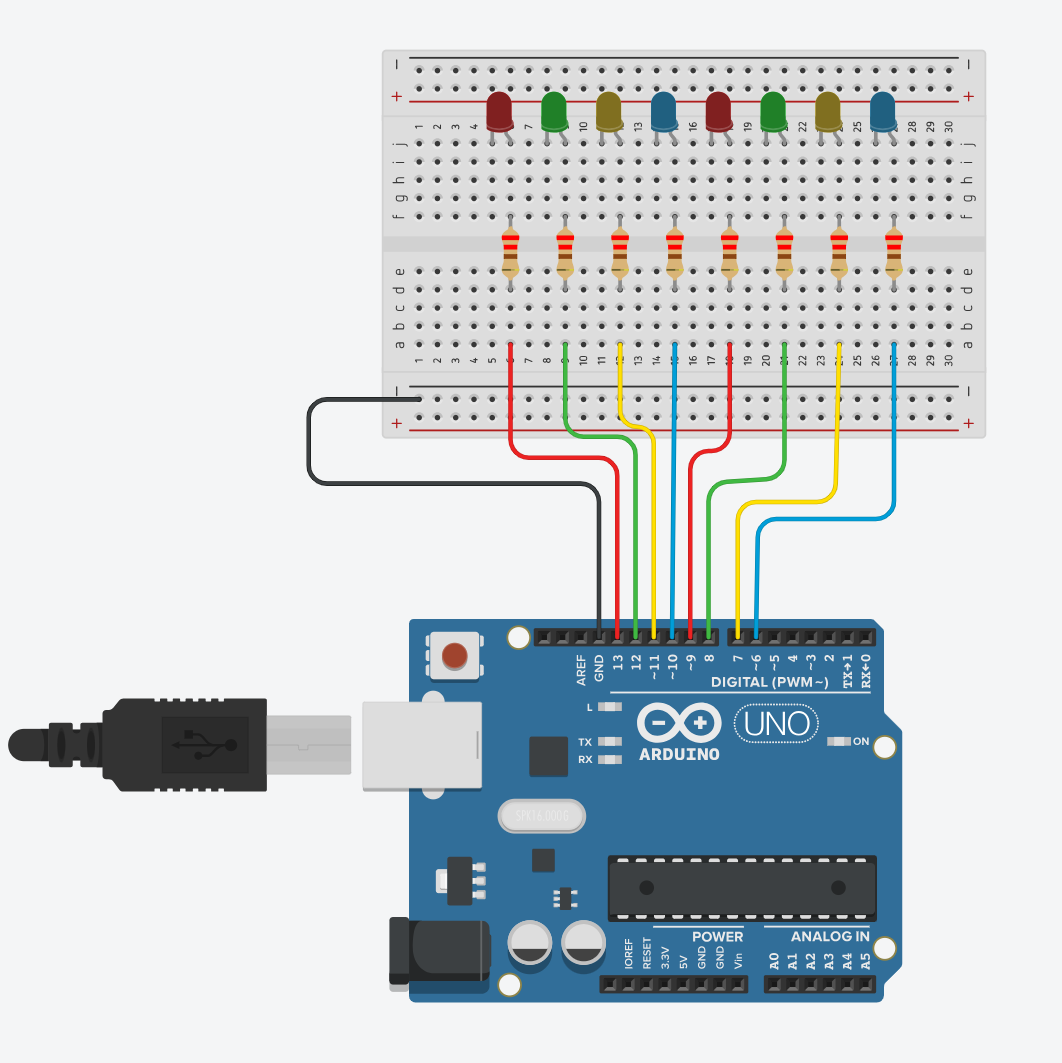 − −
+ +
1 2 3 4 7 10 13 16 19 22 25 28 29 30
j j
i i
h h
g g
f f
e e
d d
c c
b b
a a
1 2 3 4 5 6 7 8 9 10 11 12 13 14 15 16 17 18 19 20 21 22 23 24 25 26 27 28 29 30
− −
+ +
AREF GND 13 12 ~11 ~10 ~9 8 7 ~6 ~5 4 ~3 2 TX→1 RX←0
DIGITAL (PWM~)
L
TX
RX
ARDUINO
UNO
ON
SPK16.000G
POWER
ANALOG IN
IOREF RESET 3.3V 5V GND GND Vin A0 A1 A2 A3 A4 A5